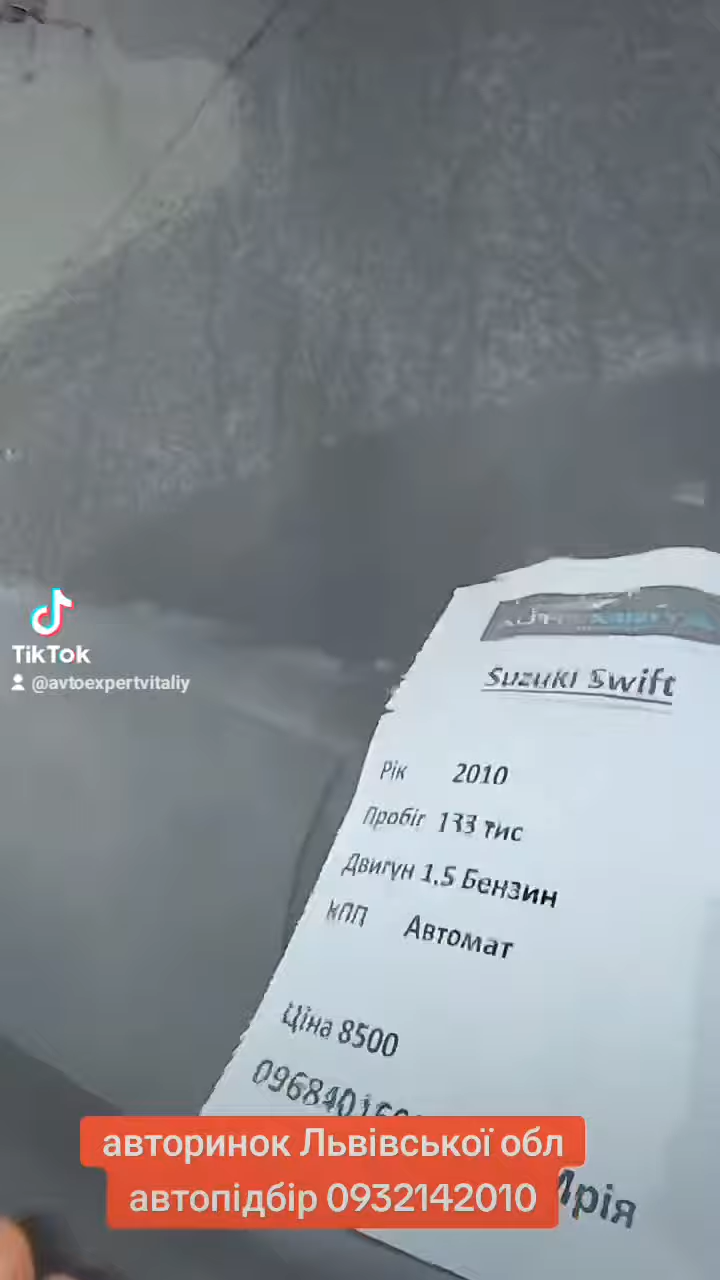 TikTok
@avtoexpertvitaliy
Suzuki Swift
Рік 2010
Пробіг 133 тис
Двигун 1.5 Бензин
КПП Автомат
Ціна 8500
авторинок Львівської обл
автопідбір 0932142010